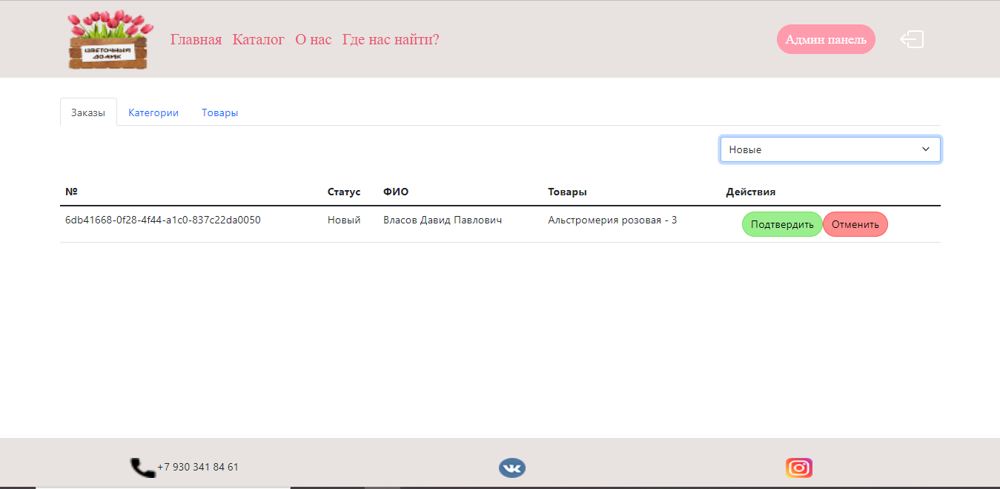 ЦВЕТОЧНЫЙ
ДОМИК
Главная Каталог О нас Где нас найти?
Админ панель
Заказы Категории Товары
Новые
№ Статус ФИО Товары Действия
6db41668-0f28-4f44-a1c0-837c22da0050 Новый Власов Давид Павлович Альстромерия розовая - 3 Подтвердить Отменить
+7 930 341 84 61